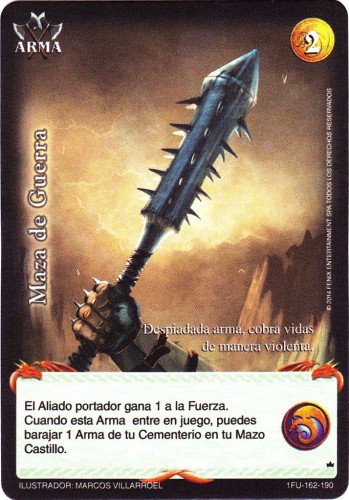 ARMA
2
Maza de Guerra
© 2014 FENIX ENTERTAINMENT SPA TODOS LOS DERECHOS RESERVADOS
Despiadada arma, cobra vidas
de manera violenta.
El Aliado portador gana 1 a la Fuerza.
Cuando esta Arma entre en juego, puedes
barajar 1 Arma de tu Cementerio en tu Mazo
Castillo.
ILUSTRADOR: MARCOS VILLARROEL
1FU-162-190